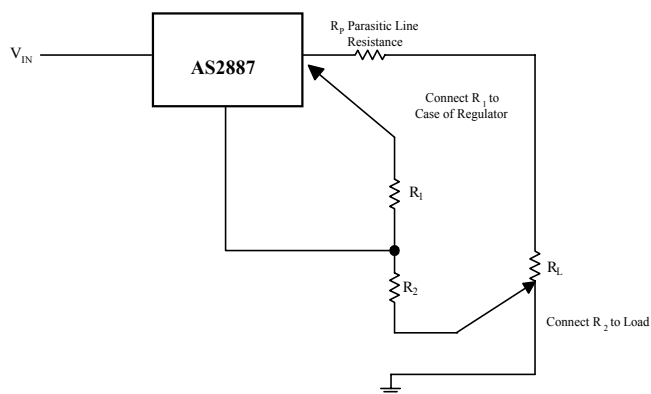 R_P Parasitic Line
Resistance
V_IN
AS2887
Connect R_1 to
Case of Regulator
R_1
R_L
R_2
Connect R_2 to Load